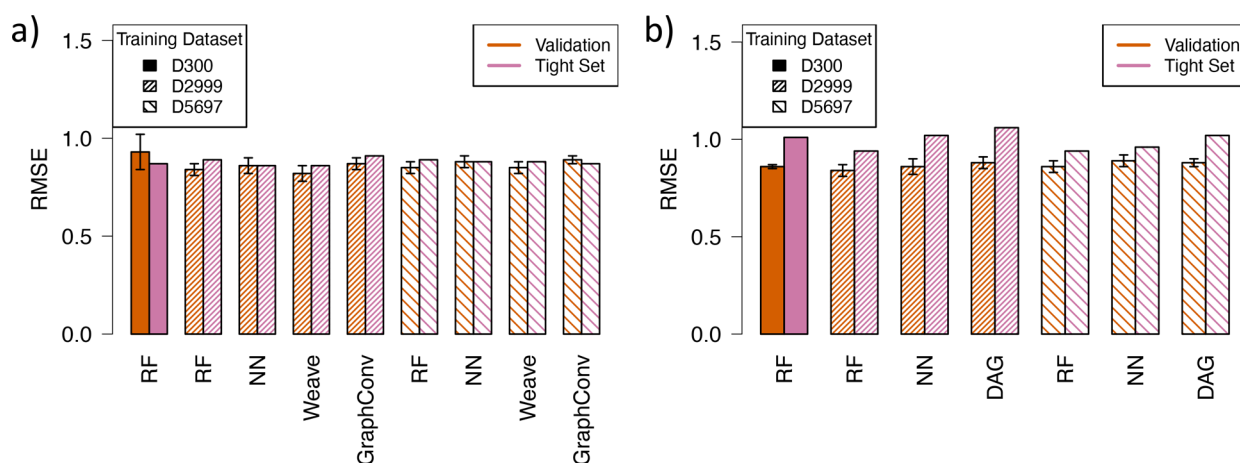 a)
Training Dataset
D300
D2999
D5697
Validation
Tight Set
RMSE
1.5
1.0
0.5
0.0
RF
RF
NN
Weave
GraphConv
RF
NN
Weave
GraphConv
b)
Training Dataset
D300
D2999
D5697
Validation
Tight Set
RMSE
1.5
1.0
0.5
0.0
RF
RF
NN
DAG
RF
NN
DAG